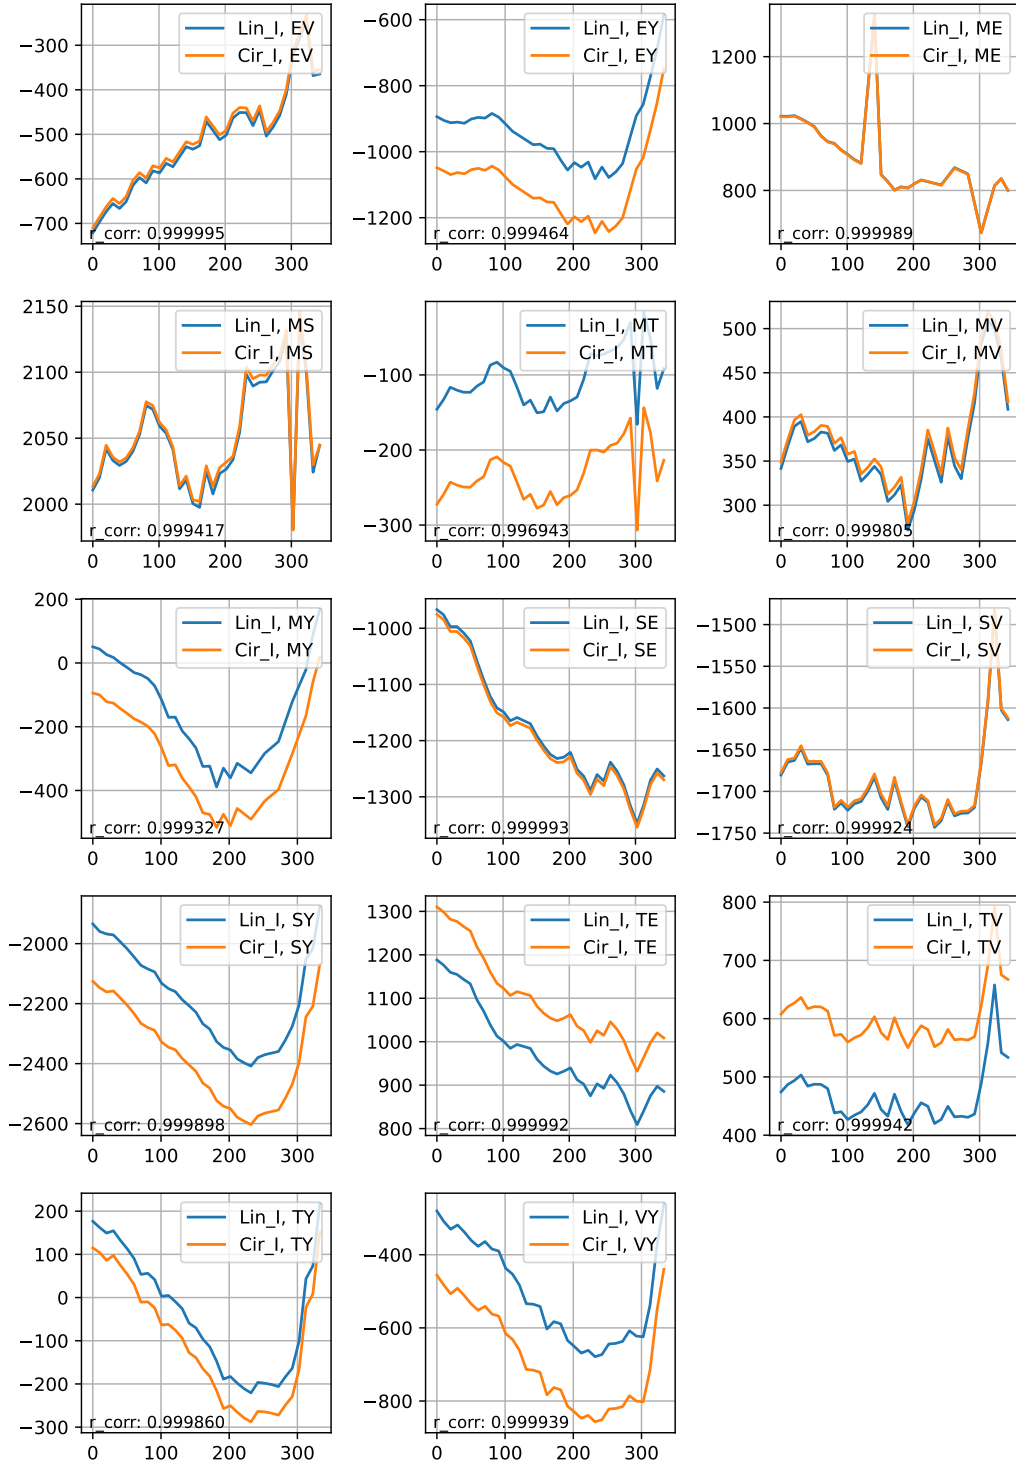 −300
−400
−500
−600
−700
0 100 200 300
Lin_I, EV
Cir_I, EV
r_corr: 0.999995
−600
−800
−1000
−1200
0 100 200 300
Lin_I, EY
Cir_I, EY
r_corr: 0.999464
1200
1000
800
0 100 200 300
Lin_I, ME
Cir_I, ME
r_corr: 0.999989
2150
2100
2050
2000
0 100 200 300
Lin_I, MS
Cir_I, MS
r_corr: 0.999417
−100
−200
−300
0 100 200 300
Lin_I, MT
Cir_I, MT
r_corr: 0.996943
500
450
400
350
300
0 100 200 300
Lin_I, MV
Cir_I, MV
r_corr: 0.999805
200
0
−200
−400
0 100 200 300
Lin_I, MY
Cir_I, MY
r_corr: 0.999327
−1000
−1100
−1200
−1300
0 100 200 300
Lin_I, SE
Cir_I, SE
r_corr: 0.999993
−1500
−1550
−1600
−1650
−1700
−1750
0 100 200 300
Lin_I, SV
Cir_I, SV
r_corr: 0.999924
−2000
−2200
−2400
−2600
0 100 200 300
Lin_I, SY
Cir_I, SY
r_corr: 0.999898
1300
1200
1100
1000
900
800
0 100 200 300
Lin_I, TE
Cir_I, TE
r_corr: 0.999992
800
700
600
500
400
0 100 200 300
Lin_I, TV
Cir_I, TV
r_corr: 0.999942
200
100
0
−100
−200
−300
0 100 200 300
Lin_I, TY
Cir_I, TY
r_corr: 0.999860
−400
−600
−800
0 100 200 300
Lin_I, VY
Cir_I, VY
r_corr: 0.999939